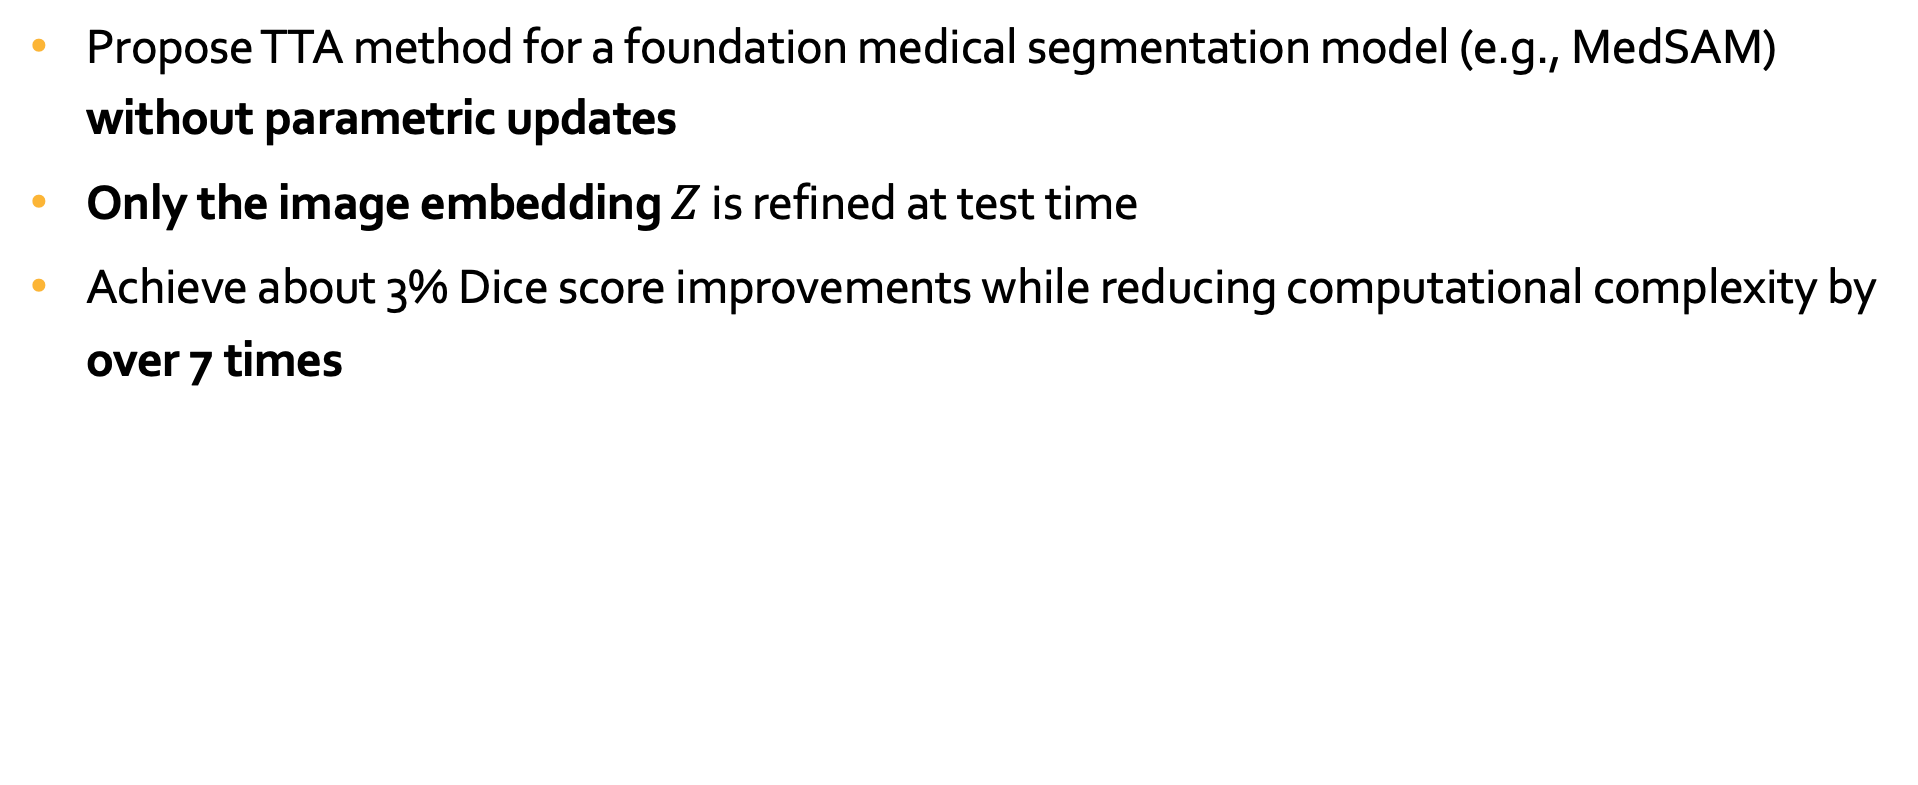 • Propose TTA method for a foundation medical segmentation model (e.g., MedSAM)
without parametric updates
• Only the image embedding Z is refined at test time
• Achieve about 3% Dice score improvements while reducing computational complexity by
over 7 times